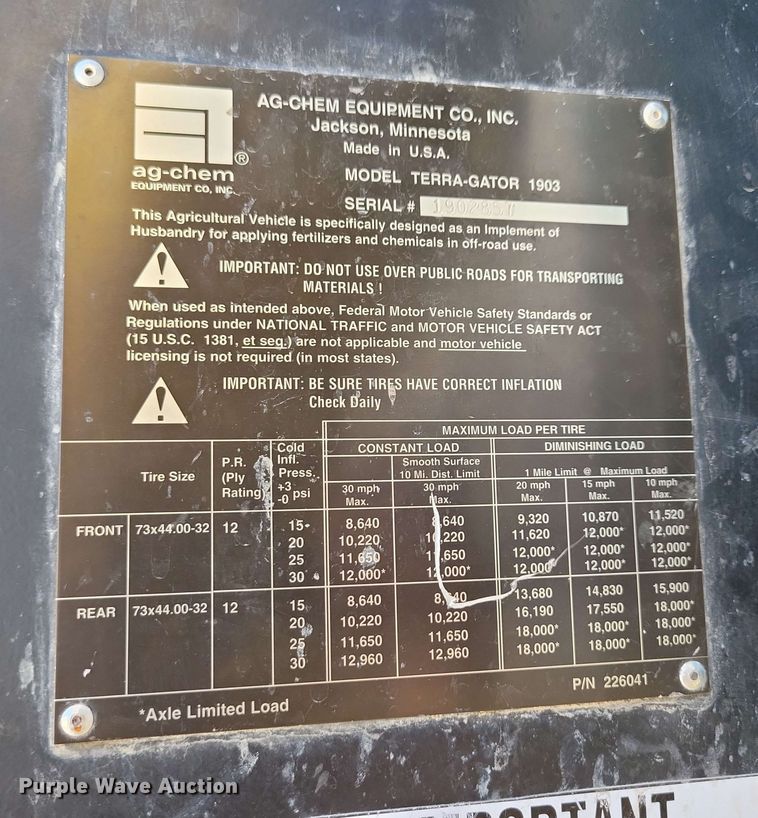 AG-CHEM EQUIPMENT CO., INC.
Jackson, Minnesota
Made in U.S.A.
ag-chem ®
EQUIPMENT CO, INC.
MODEL TERRA-GATOR 1903
SERIAL #
This Agricultural Vehicle is specifically designed as an Implement of
Husbandry for applying fertilizers and chemicals in off-road use.
IMPORTANT: DO NOT USE OVER PUBLIC ROADS FOR TRANSPORTING
MATERIALS !
When used as intended above, Federal Motor Vehicle Safety Standards or
Regulations under NATIONAL TRAFFIC and MOTOR VEHICLE SAFETY ACT
(15 U.S.C. 1381, et seq.) are not applicable and motor vehicle
licensing is not required (in most states).
IMPORTANT: BE SURE TIRES HAVE CORRECT INFLATION
Check Daily
MAXIMUM LOAD PER TIRE
CONSTANT LOAD DIMINISHING LOAD
Tire Size P.R. (Ply Rating) Cold Infl. Press. +3 -0 psi
Smooth Surface
10 Mi. Dist. Limit 1 Mile Limit @ Maximum Load
30 mph Max. 30 mph Max. 20 mph Max. 15 mph Max. 10 mph Max.
FRONT 73x44.00-32 12 15 8,640 8,640 9,320 10,870 11,520
20 10,220 10,220 11,620 12,000* 12,000*
25 11,650 11,650 12,000* 12,000* 12,000*
30 12,000* 12,000* 12,000* 12,000* 12,000*
REAR 73x44.00-32 12 15 8,640 8,640 13,680 14,830 15,900
20 10,220 10,220 16,190 17,550 18,000*
25 11,650 11,650 18,000* 18,000* 18,000*
30 12,960 12,960 18,000* 18,000* 18,000*
P/N 226041
*Axle Limited Load
Purple Wave Auction
IMPORTANT